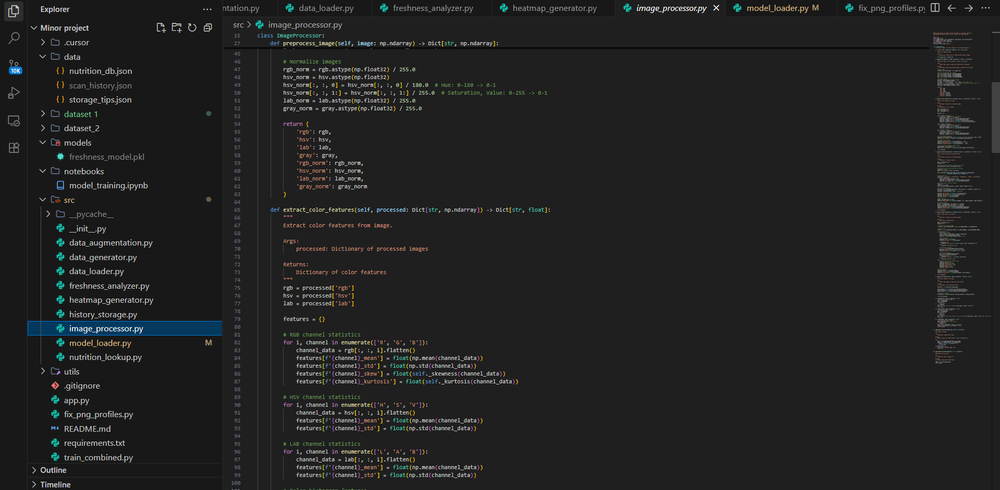 Explorer
Minor project
.cursor
data
nutrition_db.json
scan_history.json
storage_tips.json
dataset 1
dataset_2
models
freshness_model.pkl
notebooks
model_training.ipynb
src
__pycache__
__init__.py
data_augmentation.py
data_generator.py
data_loader.py
freshness_analyzer.py
heatmap_generator.py
history_storage.py
image_processor.py
model_loader.py M
nutrition_lookup.py
utils
.gitignore
app.py
fix_png_profiles.py
README.md
requirements.txt
train_combined.py
Outline
Timeline
10K
ntation.py data_loader.py freshness_analyzer.py heatmap_generator.py image_processor.py model_loader.py M fix_png_profiles.py
src > image_processor.py
15 class ImageProcessor:
27 def preprocess_image(self, image: np.ndarray) -> Dict[str, np.ndarray]:
45
46 # Normalize images
47 rgb_norm = rgb.astype(np.float32) / 255.0
48 hsv_norm = hsv.astype(np.float32)
49 hsv_norm[:, :, 0] = hsv_norm[:, :, 0] / 180.0 # Hue: 0-180 -> 0-1
50 hsv_norm[:, :, 1:] = hsv_norm[:, :, 1:] / 255.0 # Saturation, Value: 0-255 -> 0-1
51 lab_norm = lab.astype(np.float32) / 255.0
52 gray_norm = gray.astype(np.float32) / 255.0
53
54 return {
55 'rgb': rgb,
56 'hsv': hsv,
57 'lab': lab,
58 'gray': gray,
59 'rgb_norm': rgb_norm,
60 'hsv_norm': hsv_norm,
61 'lab_norm': lab_norm,
62 'gray_norm': gray_norm
63 }
64
65 def extract_color_features(self, processed: Dict[str, np.ndarray]) -> Dict[str, float]:
66 """
67 Extract color features from image.
68
69 Args:
70 processed: Dictionary of processed images
71
72 Returns:
73 Dictionary of color features
74 """
75 rgb = processed['rgb']
76 hsv = processed['hsv']
77 lab = processed['lab']
78
79 features = {}
80
81 # RGB channel statistics
82 for i, channel in enumerate(['R', 'G', 'B']):
83 channel_data = rgb[:, :, i].flatten()
84 features[f'{channel}_mean'] = float(np.mean(channel_data))
85 features[f'{channel}_std'] = float(np.std(channel_data))
86 features[f'{channel}_skew'] = float(self._skewness(channel_data))
87 features[f'{channel}_kurtosis'] = float(self._kurtosis(channel_data))
88
89 # HSV channel statistics
90 for i, channel in enumerate(['H', 'S', 'V']):
91 channel_data = hsv[:, :, i].flatten()
92 features[f'{channel}_mean'] = float(np.mean(channel_data))
93 features[f'{channel}_std'] = float(np.std(channel_data))
94
95 # LAB channel statistics
96 for i, channel in enumerate(['L', 'A', 'B']):
97 channel_data = lab[:, :, i].flatten()
98 features[f'{channel}_mean'] = float(np.mean(channel_data))
99 features[f'{channel}_std'] = float(np.std(channel_data))
100